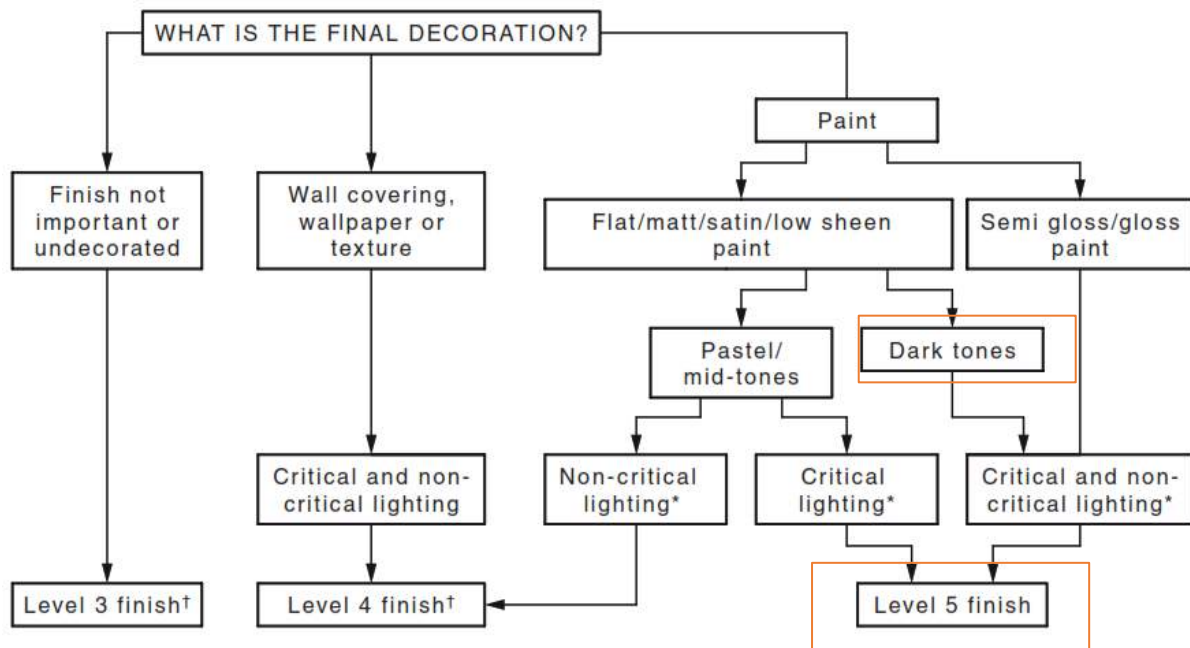 WHAT IS THE FINAL DECORATION?
Paint
Finish not
important or
undecorated
Wall covering,
wallpaper or
texture
Flat/matt/satin/low sheen
paint
Semi gloss/gloss
paint
Pastel/
mid-tones
Dark tones
Critical and non-
critical lighting
Non-critical
lighting*
Critical
lighting*
Critical and non-
critical lighting*
Level 3 finish†
Level 4 finish†
Level 5 finish